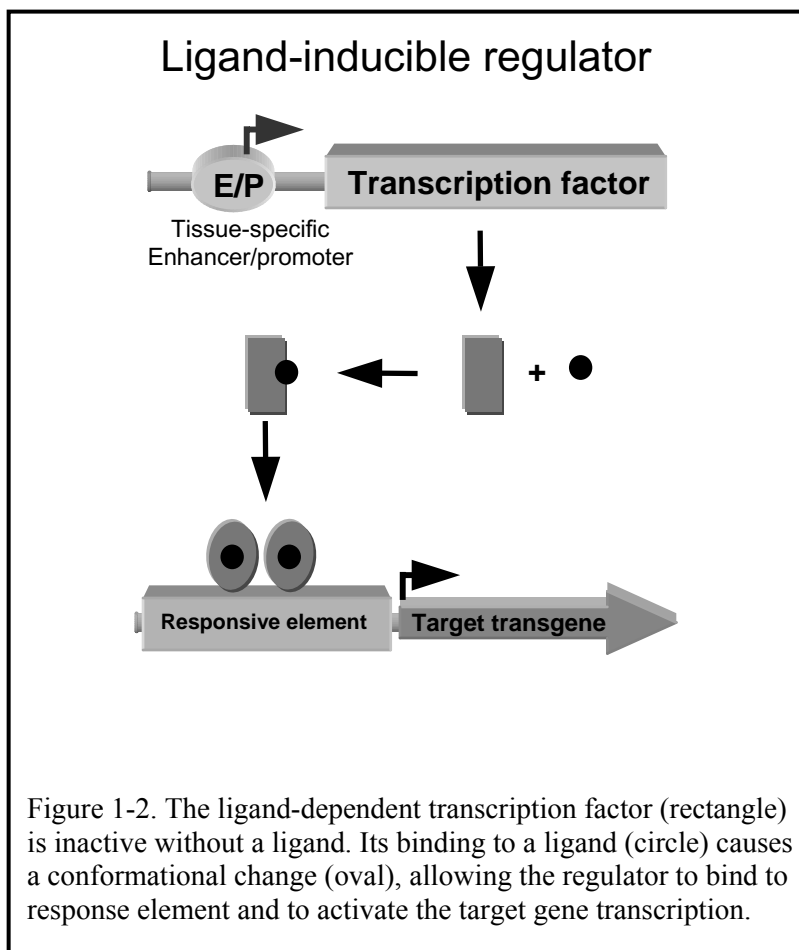 Ligand-inducible regulator
E/P
Transcription factor
Tissue-specific
Enhancer/promoter
+
Responsive element
Target transgene
Figure 1-2. The ligand-dependent transcription factor (rectangle)
is inactive without a ligand. Its binding to a ligand (circle) causes
a conformational change (oval), allowing the regulator to bind to
response element and to activate the target gene transcription.